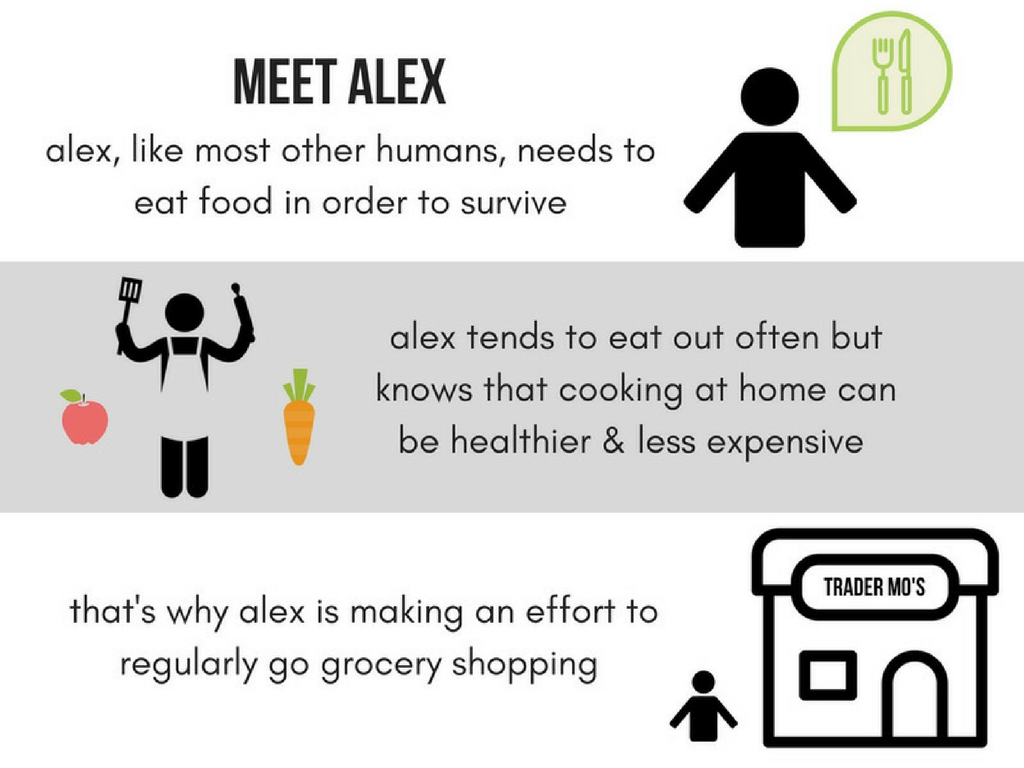 MEET ALEX
alex, like most other humans, needs to
eat food in order to survive
alex tends to eat out often but
knows that cooking at home can
be healthier & less expensive
that's why alex is making an effort to
regularly go grocery shopping
TRADER MO'S